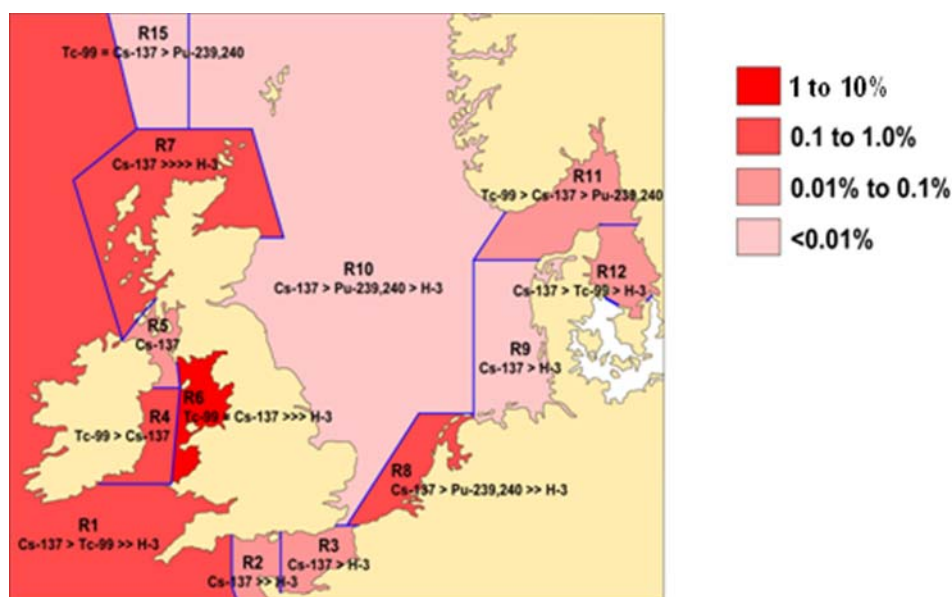 R15
Tc-99 = Cs-137 > Pu-239,240
R7
Cs-137 >>>> H-3
R11
Tc-99 > Cs-137 > Pu-239,240
R10
Cs-137 > Pu-239,240 > H-3
R12
Cs-137 > Tc-99 > H-3
R5
Cs-137
R9
Cs-137 > H-3
R6
Tc-99 = Cs-137 >>> H-3
R4
Tc-99 > Cs-137
R8
Cs-137 > Pu-239,240 >> H-3
R1
Cs-137 > Tc-99 >> H-3
R2
Cs-137 >> H-3
R3
Cs-137 > H-3
1 to 10%
0.1 to 1.0%
0.01% to 0.1%
<0.01%